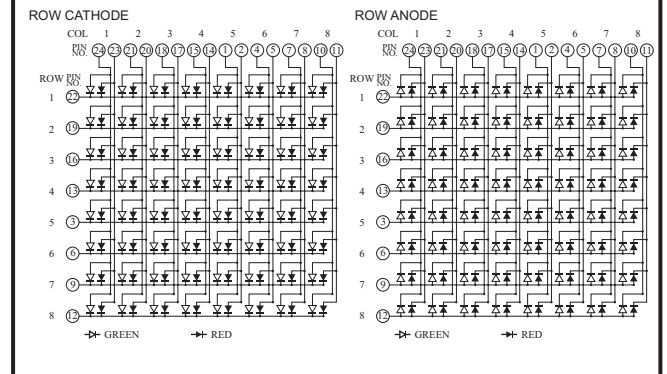 ROW CATHODE
COL 1 2 3 4 5 6 7 8
PIN NO. 24 23 21 20 18 17 15 14 1 2 4 5 7 8 10 11
ROW PIN NO.
1 22
2 19
3 16
4 13
5 3
6 6
7 9
8 12
GREEN RED
ROW ANODE
COL 1 2 3 4 5 6 7 8
PIN NO. 24 23 21 20 18 17 15 14 1 2 4 5 7 8 10 11
ROW PIN NO.
1 22
2 19
3 16
4 13
5 3
6 6
7 9
8 12
GREEN RED